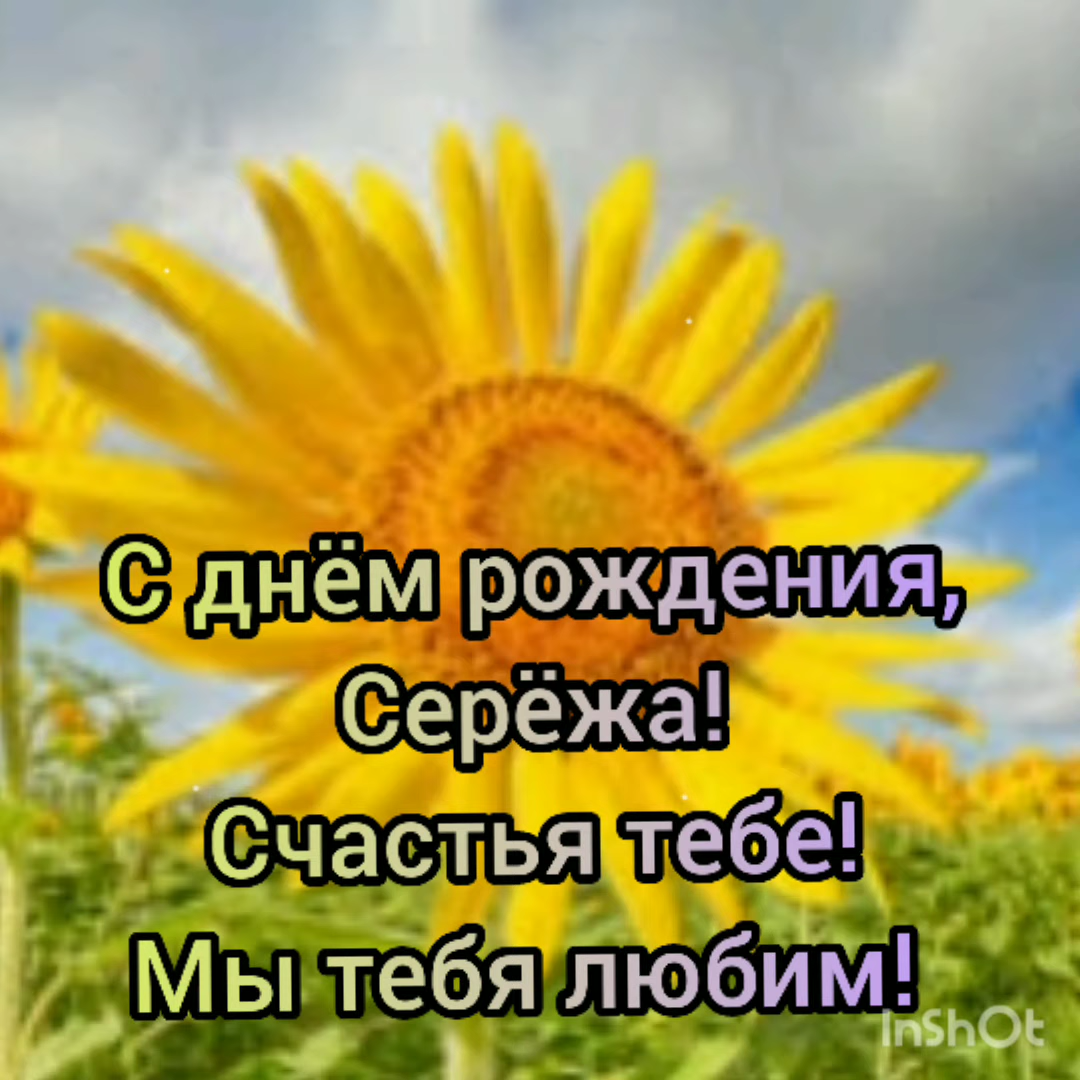 С днём рождения,
Серёжа!
Счастья тебе!
Мы тебя любим!
InShOt